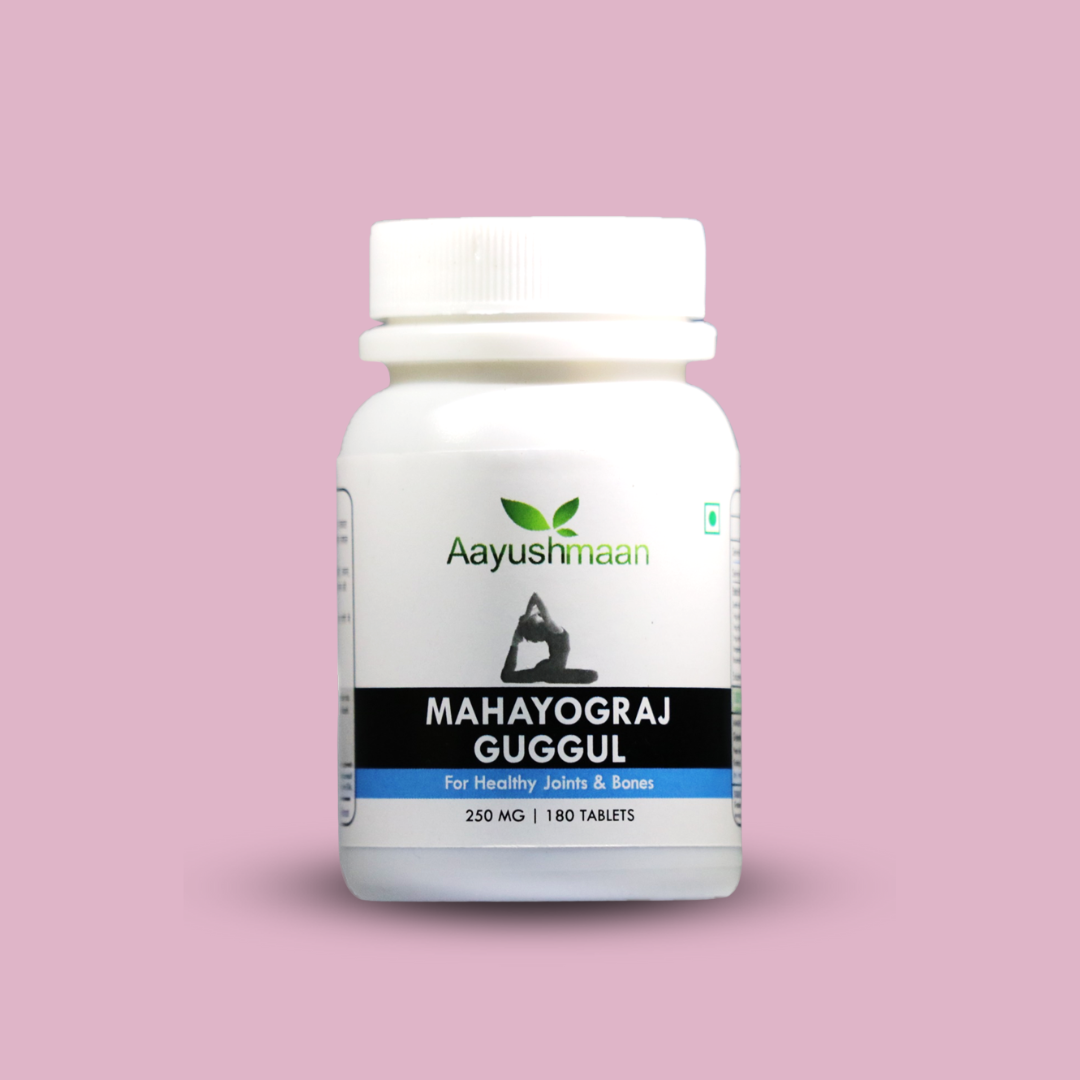 Aayushmaan
MAHAYOGRAJ
GUGGUL
For Healthy Joints & Bones
250 MG | 180 TABLETS